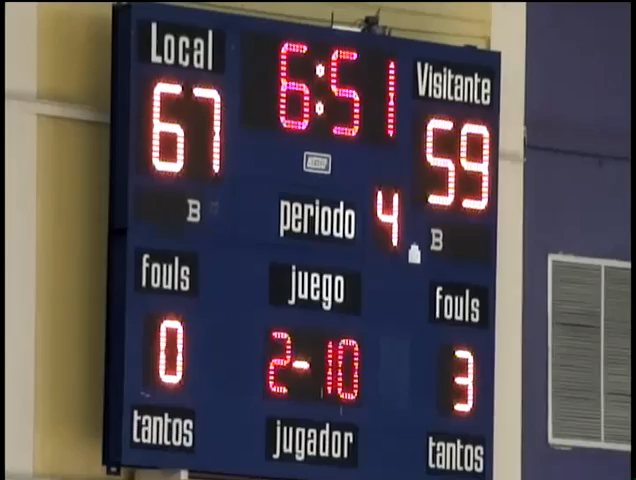 Local 6:51 Visitante
67 59
B periodo 4 B
fouls juego fouls
0 2-10 3
tantos jugador tantos